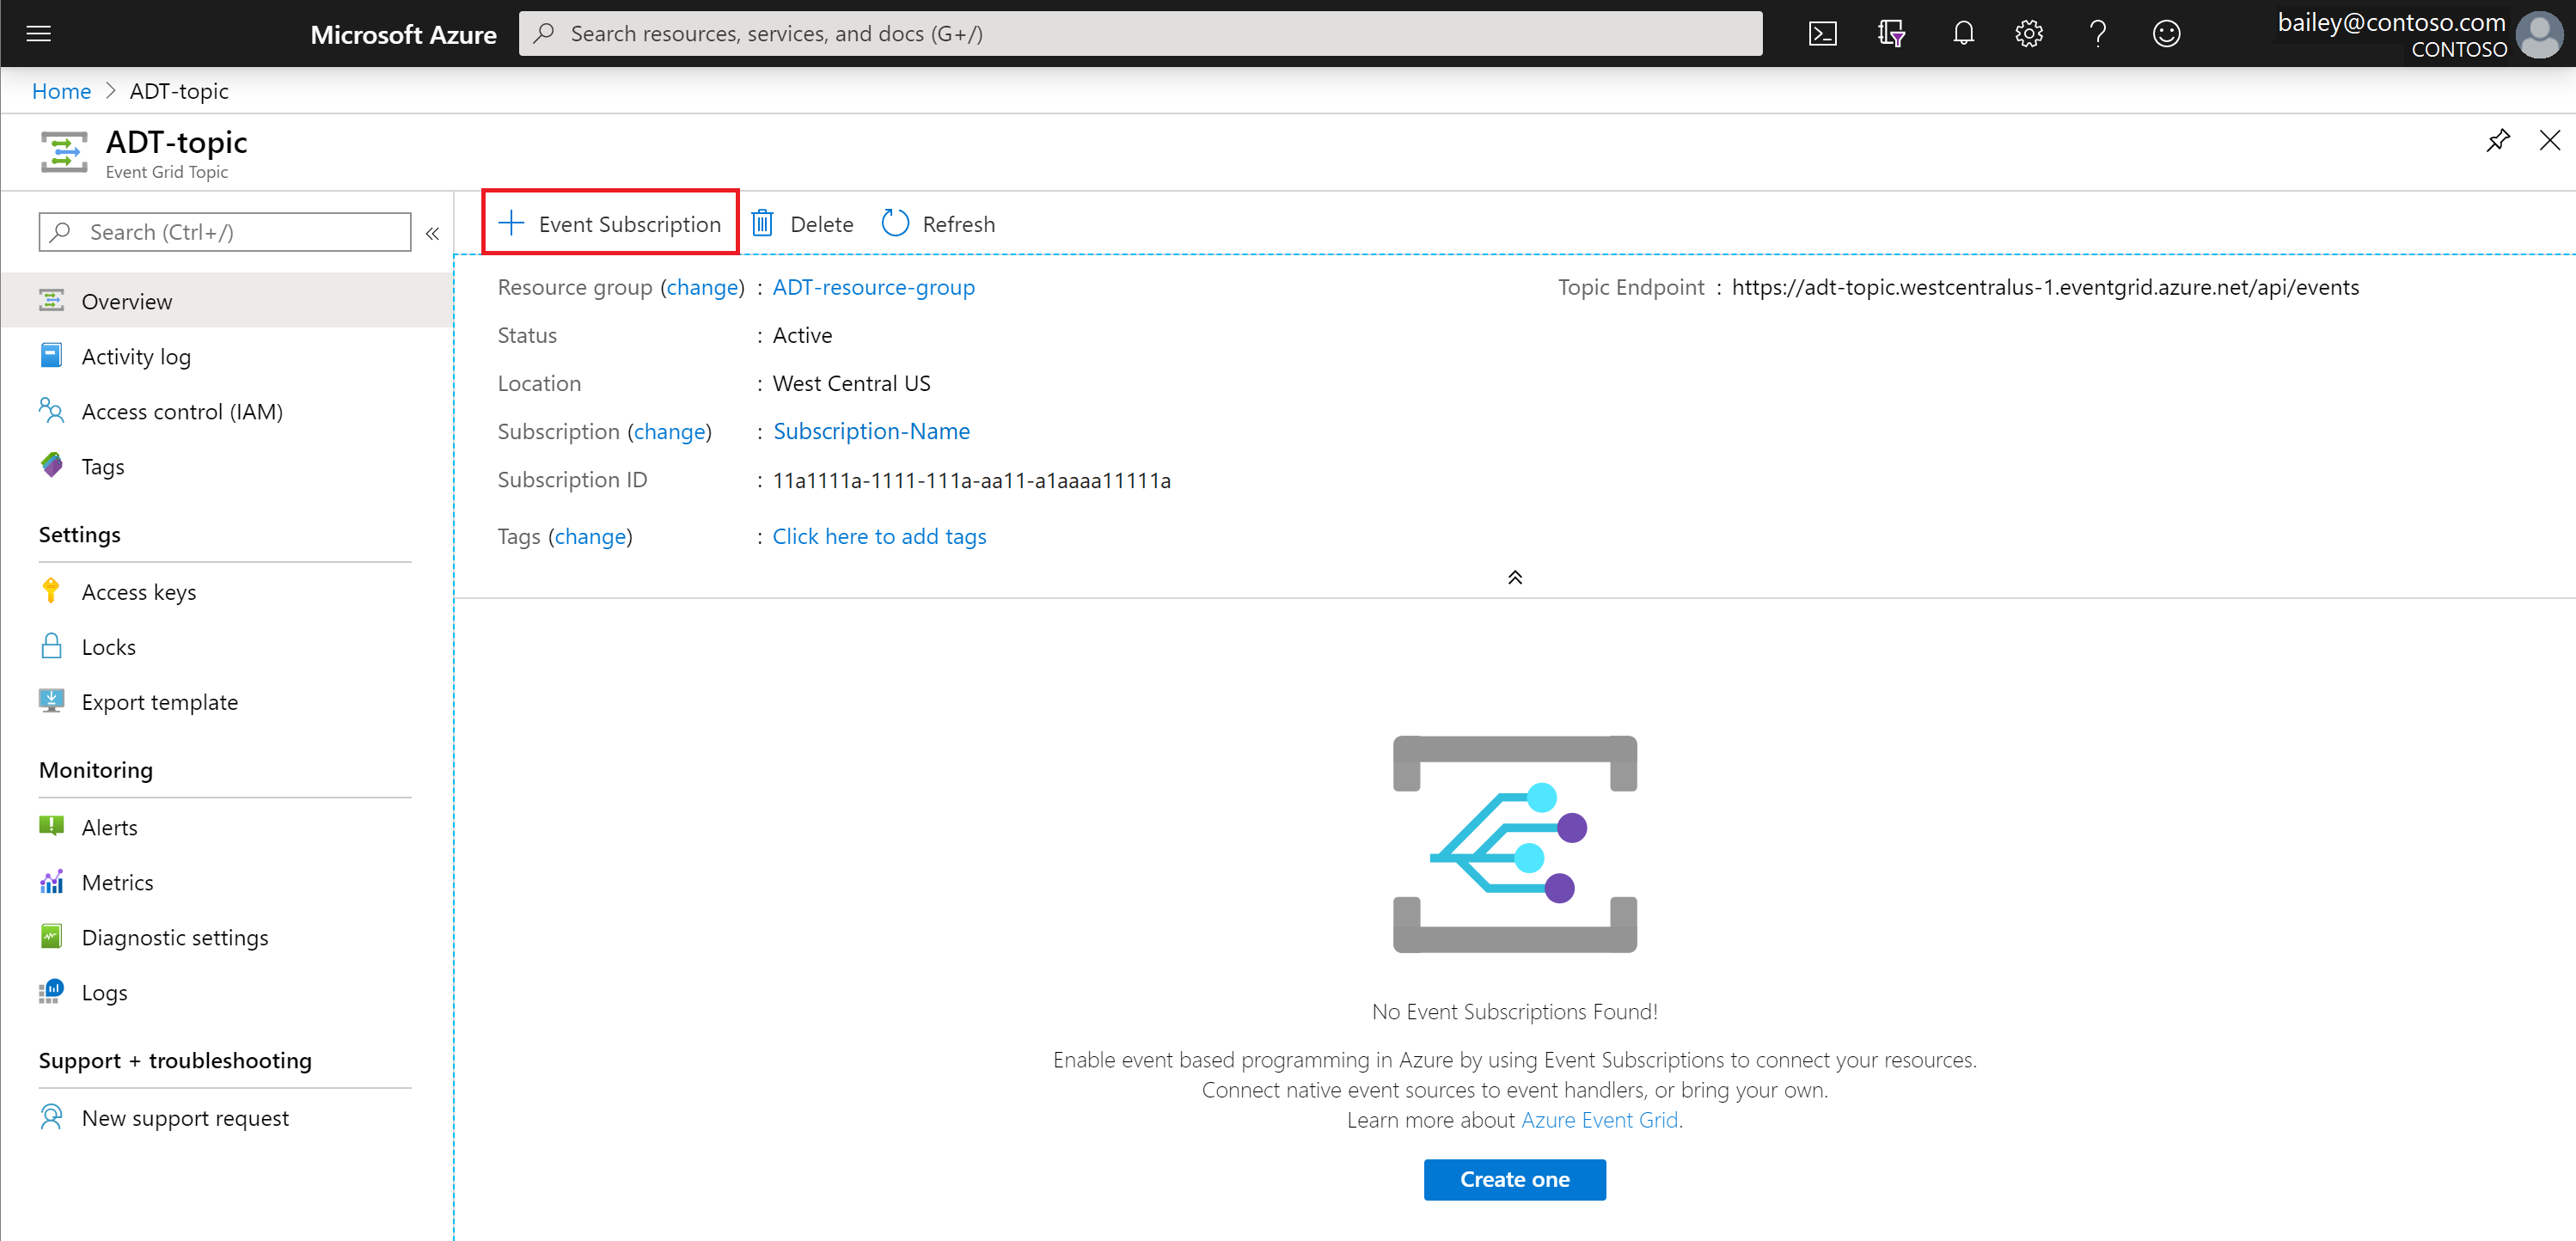 Microsoft Azure
Search resources, services, and docs (G+/)
bailey@contoso.com
CONTOSO
Home > ADT-topic
ADT-topic
Event Grid Topic
Search (Ctrl+/)
«
Overview
Activity log
Access control (IAM)
Tags
Settings
Access keys
Locks
Export template
Monitoring
Alerts
Metrics
Diagnostic settings
Logs
Support + troubleshooting
New support request
Event Subscription
Delete
Refresh
Resource group (change) : ADT-resource-group
Status : Active
Location : West Central US
Subscription (change) : Subscription-Name
Subscription ID : 11a1111a-1111-111a-aa11-a1aaaa11111a
Tags (change) : Click here to add tags
Topic Endpoint : https://adt-topic.westcentralus-1.eventgrid.azure.net/api/events
No Event Subscriptions Found!
Enable event based programming in Azure by using Event Subscriptions to connect your resources.
Connect native event sources to event handlers, or bring your own.
Learn more about Azure Event Grid.
Create one